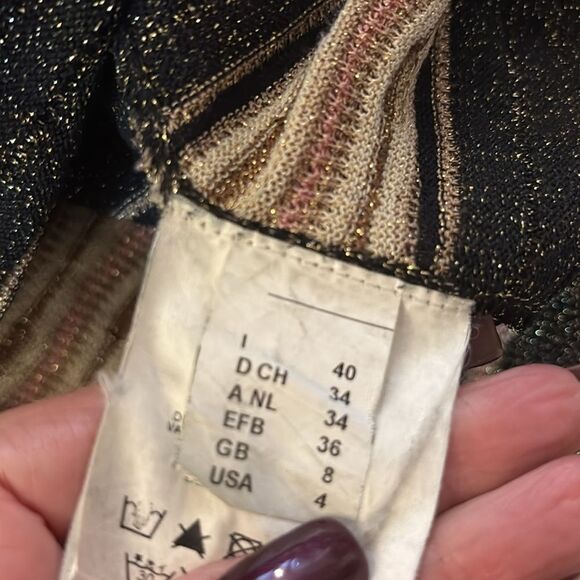 I 40
D CH 34
A NL 34
EFB 36
GB 8
USA 4